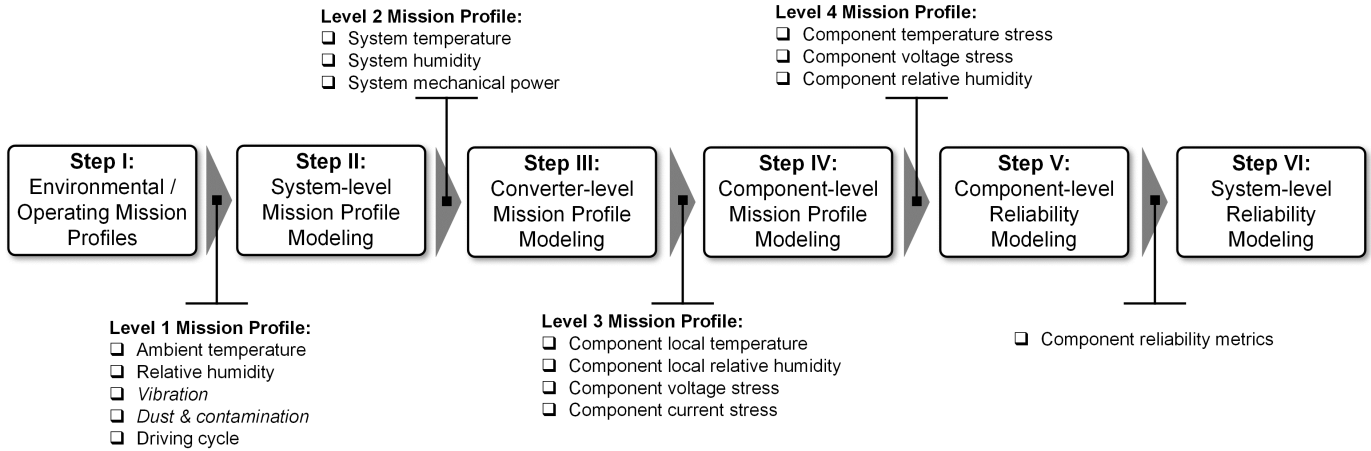 Level 2 Mission Profile:
❑ System temperature
❑ System humidity
❑ System mechanical power
Level 4 Mission Profile:
❑ Component temperature stress
❑ Component voltage stress
❑ Component relative humidity
Step I:
Environmental /
Operating Mission
Profiles
Step II:
System-level
Mission Profile
Modeling
Step III:
Converter-level
Mission Profile
Modeling
Step IV:
Component-level
Mission Profile
Modeling
Step V:
Component-level
Reliability
Modeling
Step VI:
System-level
Reliability
Modeling
Level 1 Mission Profile:
❑ Ambient temperature
❑ Relative humidity
❑ Vibration
❑ Dust & contamination
❑ Driving cycle
Level 3 Mission Profile:
❑ Component local temperature
❑ Component local relative humidity
❑ Component voltage stress
❑ Component current stress
❑ Component reliability metrics